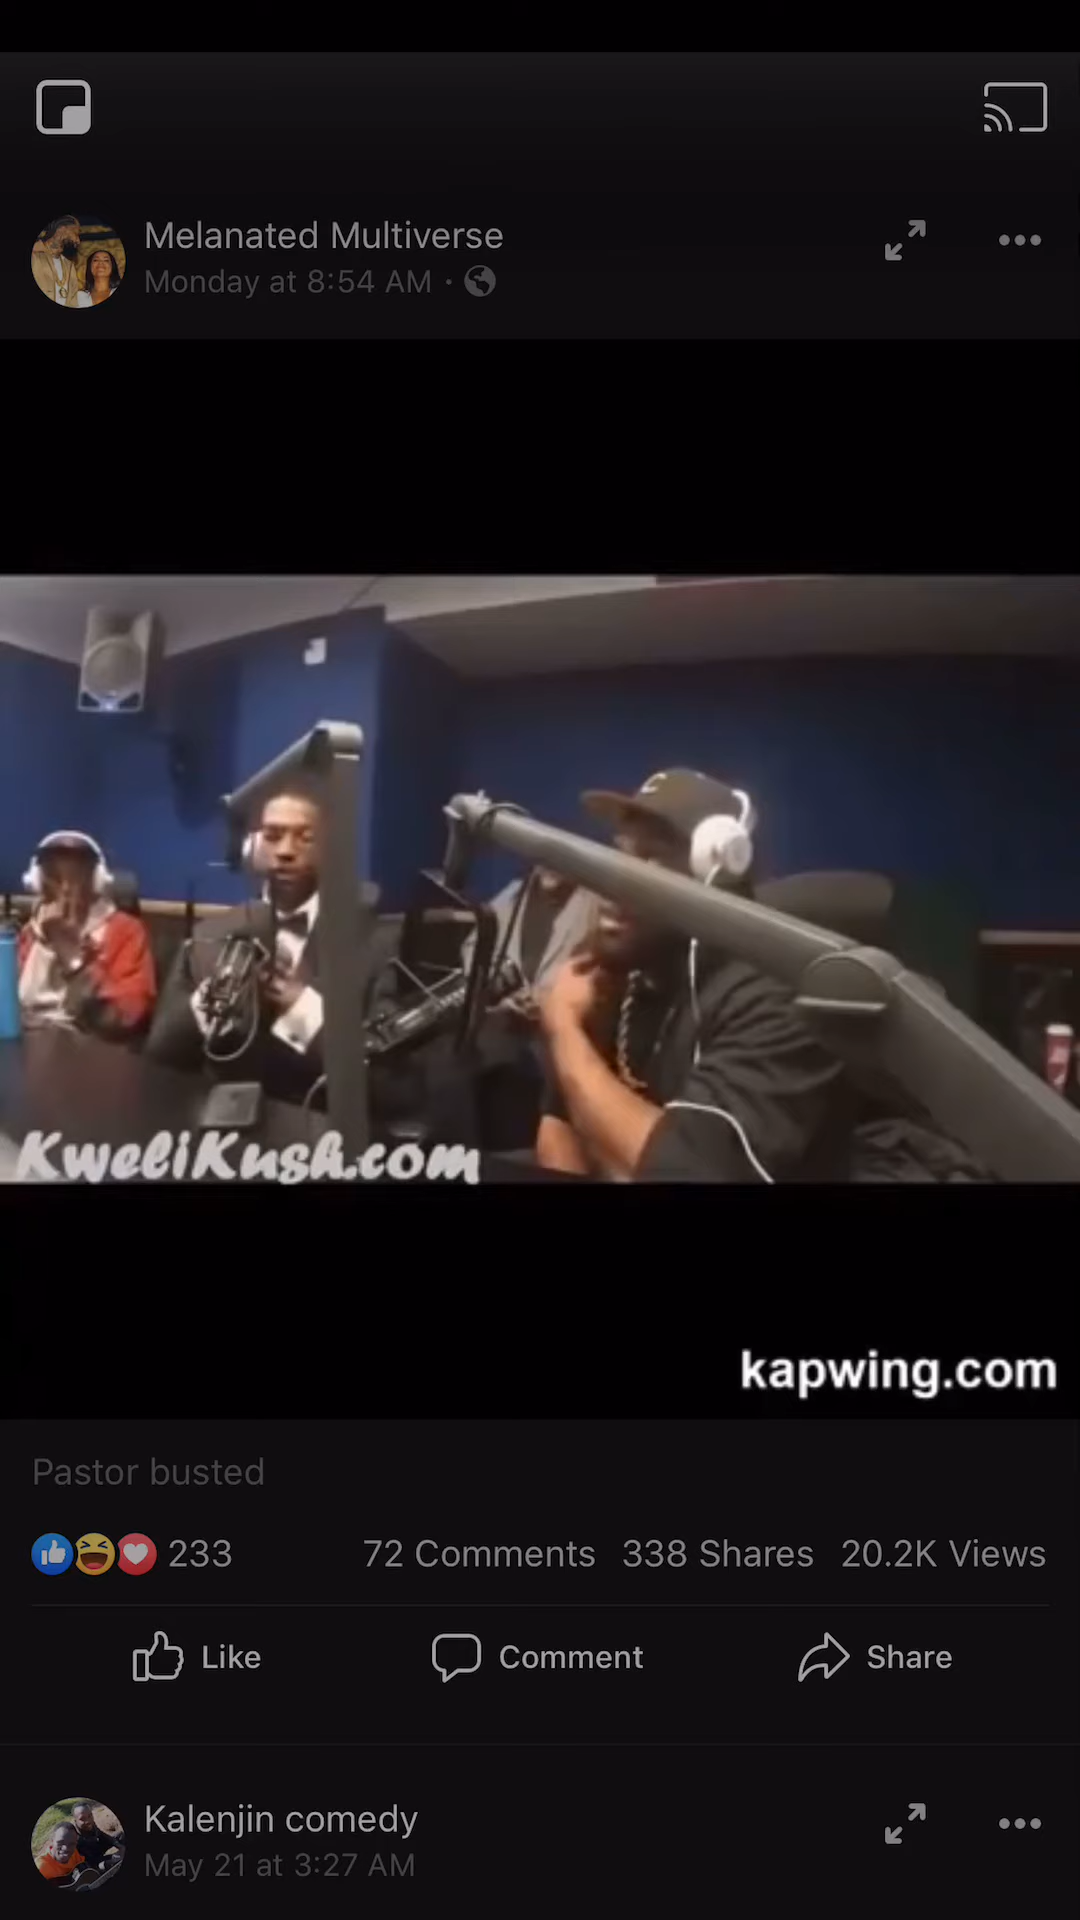 Melanated Multiverse
Monday at 8:54 AM ·
KweliKush.com
kapwing.com
Pastor busted
233 72 Comments 338 Shares 20.2K Views
Like Comment Share
Kalenjin comedy
May 21 at 3:27 AM